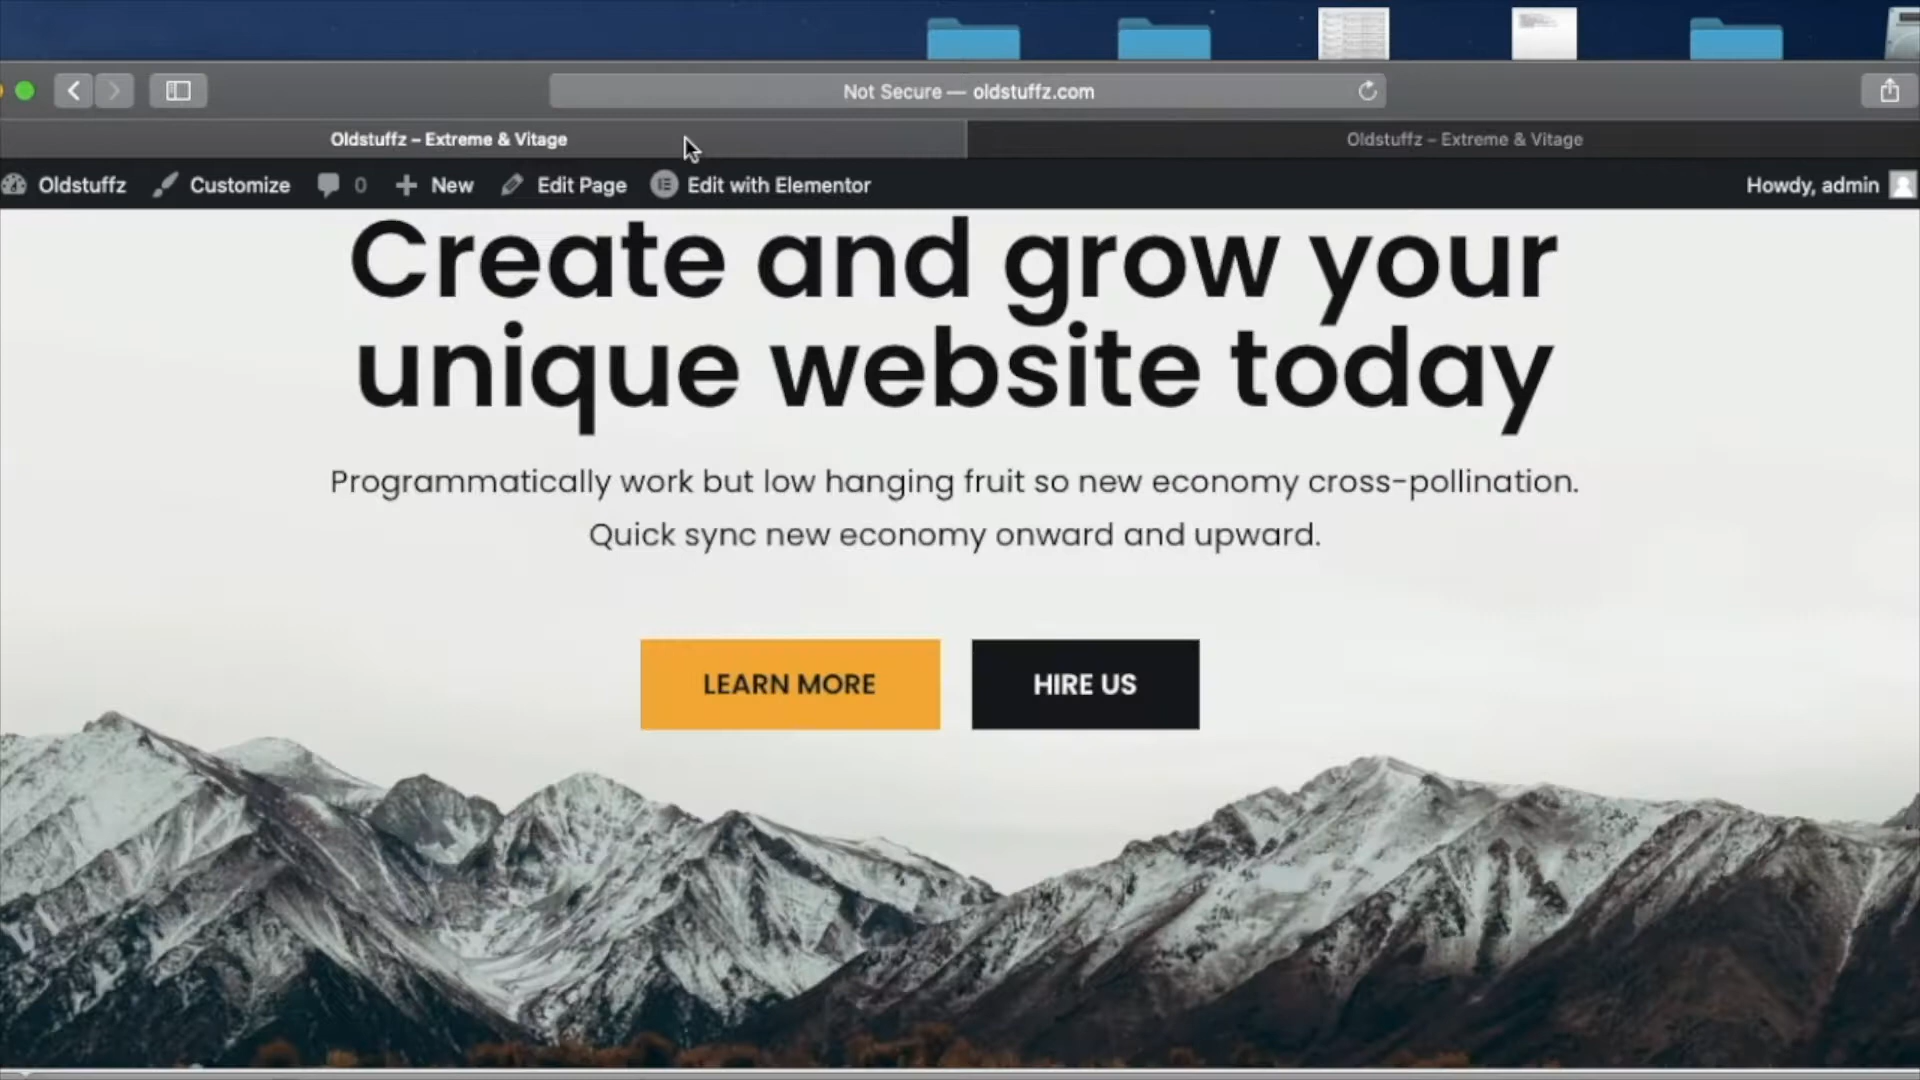 Not Secure — oldstuffz.com
Oldstuffz – Extreme & Vitage
Oldstuffz – Extreme & Vitage
Oldstuffz Customize 0 New Edit Page Edit with Elementor Howdy, admin
Create and grow your
unique website today
Programmatically work but low hanging fruit so new economy cross-pollination.
Quick sync new economy onward and upward.
LEARN MORE
HIRE US